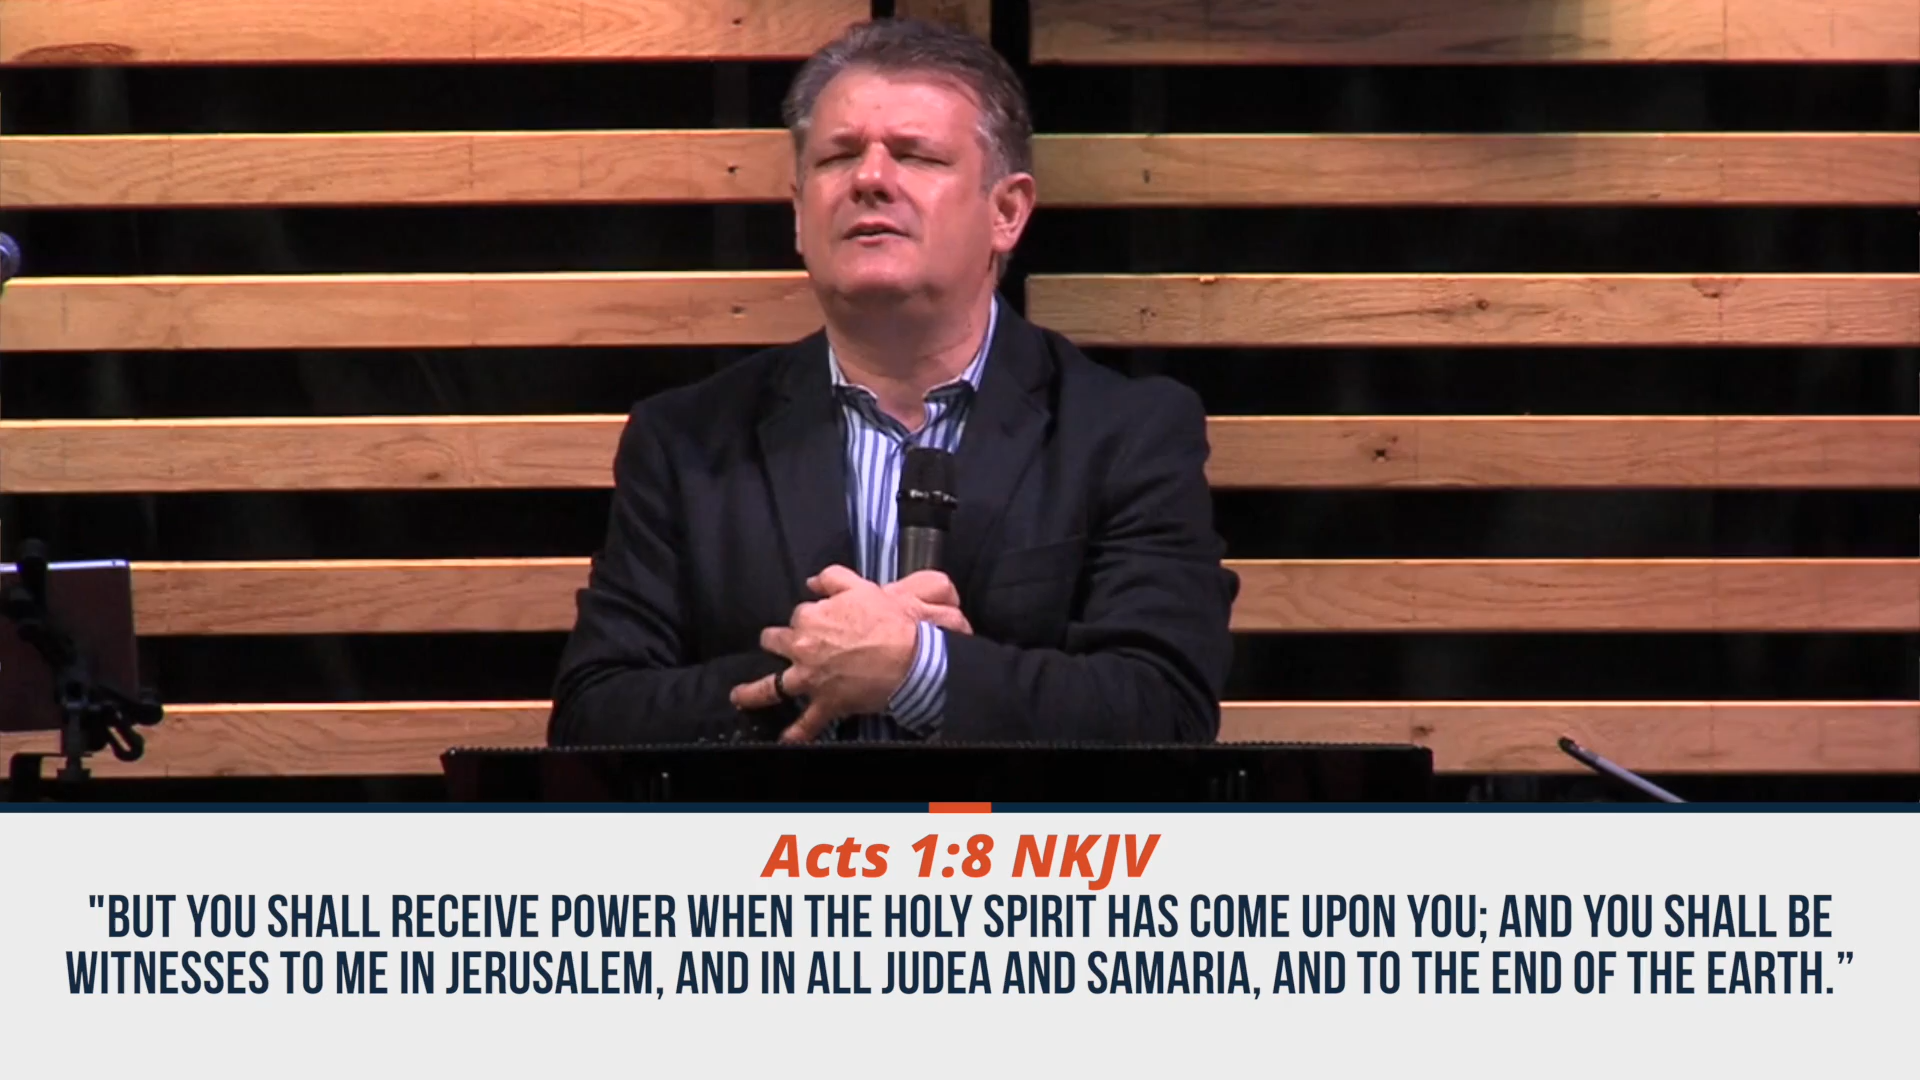 Acts 1:8 NKJV
"BUT YOU SHALL RECEIVE POWER WHEN THE HOLY SPIRIT HAS COME UPON YOU; AND YOU SHALL BE
WITNESSES TO ME IN JERUSALEM, AND IN ALL JUDEA AND SAMARIA, AND TO THE END OF THE EARTH.”